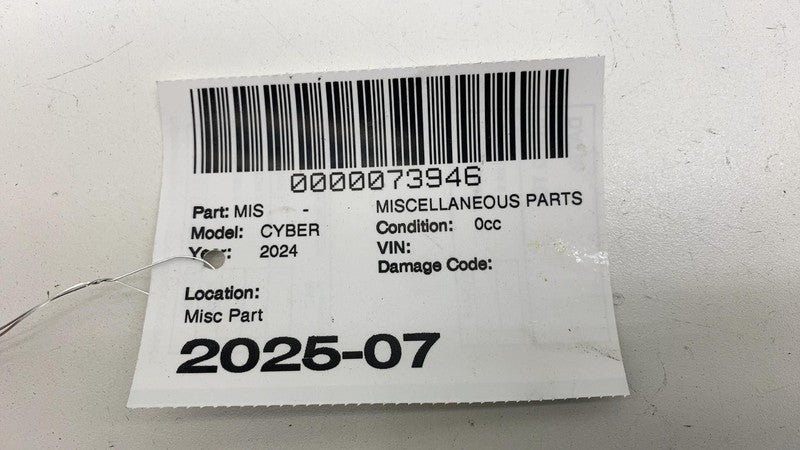 0000073946
Part: MIS - MISCELLANEOUS PARTS
Model: CYBER Condition: 0cc
Year: 2024 VIN:
Damage Code:
Location:
Misc Part
2025-07